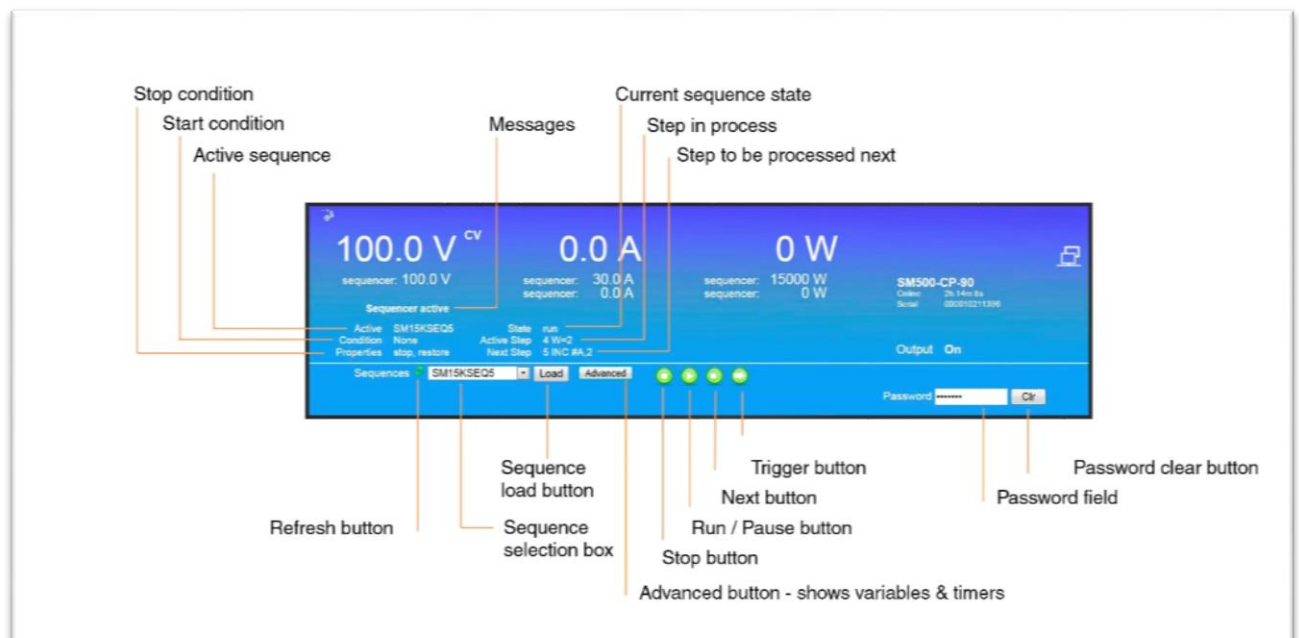 Stop condition
Start condition
Active sequence
Messages
Current sequence state
Step in process
Step to be processed next
100.0 V CV
0.0 A
0 W
sequencer: 100.0 V
sequencer: 30.0 A
sequencer: 15000 W
sequencer: 0.0 A
sequencer: 0 W
SM500-CP-90
Online 2h 14m 8s
Serial 000010211396
Sequencer active
Active SM15KSEQ5
State run
Condition None
Active Step 4 W=2
Properties stop, restore
Next Step 5 INC #A,2
Output On
Sequences SM15KSEQ5 Load Advanced
Password ••••••• Clr
Sequence
load button
Trigger button
Password clear button
Next button
Password field
Refresh button
Sequence
selection box
Run / Pause button
Stop button
Advanced button - shows variables & timers